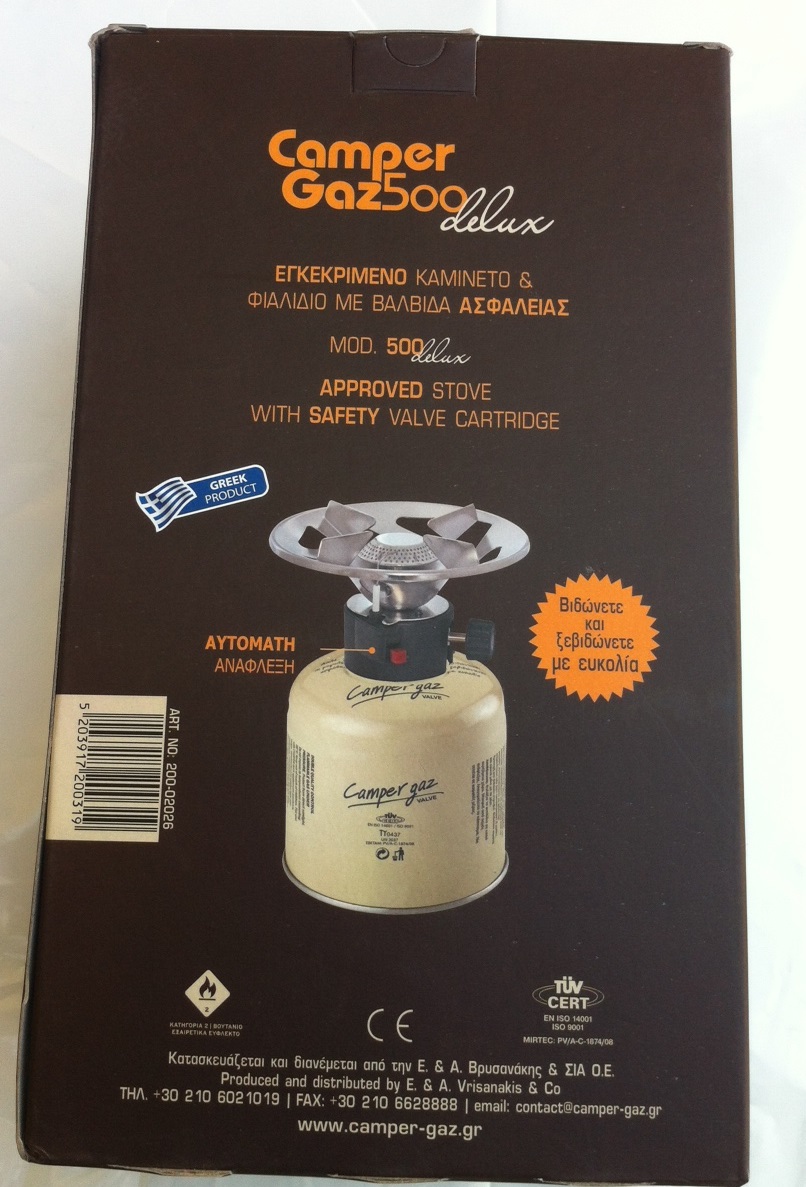 Camper
Gaz500
delux
ΕΓΚΕΚΡΙΜΕΝΟ ΚΑΜΙΝΕΤΟ &
ΦΙΑΛΙΔΙΟ ΜΕ ΒΑΛΒΙΔΑ ΑΣΦΑΛΕΙΑΣ
MOD. 500 delux
APPROVED STOVE
WITH SAFETY VALVE CARTRIDGE
GREEK
PRODUCT
ΑΥΤΟΜΑΤΗ
ΑΝΑΦΛΕΞΗ
Βιδώνετε
και
ξεβιδώνετε
με ευκολία
Camper gaz
VALVE
Camper gaz
VALVE
ART. NO: 200-02026
5 203917 200319
2
ΚΑΤΗΓΟΡΙΑ 2 | ΒΟΥΤΑΝΙΟ
ΕΞΑΙΡΕΤΙΚΑ ΕΥΦΛΕΚΤΟ
CE
TÜV
CERT
EN ISO 14001
ISO 9001
MIRTEC: PV/A-C-1874/08
Κατασκευάζεται και διανέμεται από την Ε. & Α. Βρυσανάκης & ΣΙΑ Ο.Ε.
Produced and distributed by E. & A. Vrisanakis & Co
ΤΗΛ. +30 210 6021019 | FAX: +30 210 6628888 | email: contact@camper-gaz.gr
www.camper-gaz.gr